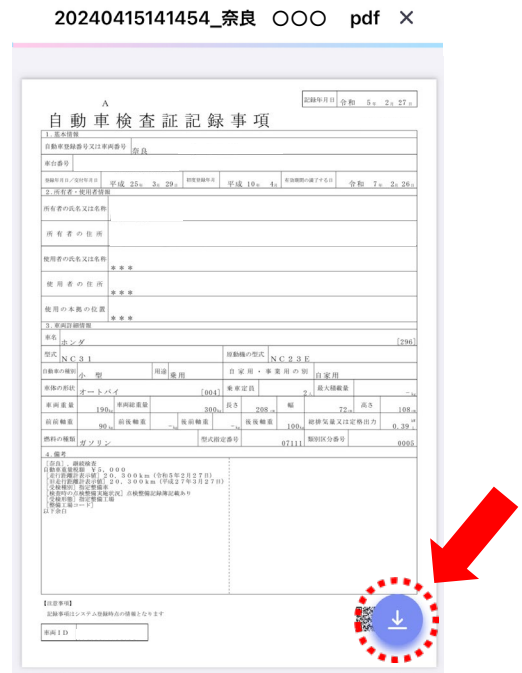 20240415141454_奈良 〇〇〇 pdf ×
A
記録年月日 令和 5年 2月 27日
自動車検査証記録事項
1. 基本情報
自動車登録番号又は車両番号 奈良
車台番号
登録年月日/交付年月日 平成 25年 3月 29日 初度登録年月 平成 10年 4月 有効期間の満了する日 令和 7年 2月 26日
2. 所有者・使用者情報
所有者の氏名又は名称
所有者の住所
使用者の氏名又は名称 ***
使用者の住所 ***
使用の本拠の位置 ***
3. 車両詳細情報
車名 ホンダ [296]
型式 NC31 原動機の型式 NC23E
自動車の種別 小型 用途 乗用 自家用・事業用の別 自家用
車体の形状 オートバイ [004] 乗車定員 2人 最大積載量 -kg
車両重量 190kg 車両総重量 300kg 長さ 208cm 幅 72cm 高さ 108cm
前前軸重 90kg 前後軸重 -kg 後前軸重 -kg 後後軸重 100kg 総排気量又は定格出力 0.39
燃料の種類 ガソリン 型式指定番号 07111 類別区分番号 0005
4. 備考
[奈良], 継続検査
自動車重量税額 ¥5,000
[走行距離計表示値] 20,300km (令和5年2月27日)
[旧走行距離計表示値] 20,300km (平成27年3月27日)
[受検種別] 指定整備車
[検査時の点検整備実施状況] 点検整備記録簿記載あり
[受検形態] 指定整備工場
[整備工場コード]
以下余白
【注意事項】
記録事項はシステム登録時点の情報となります
車両ID